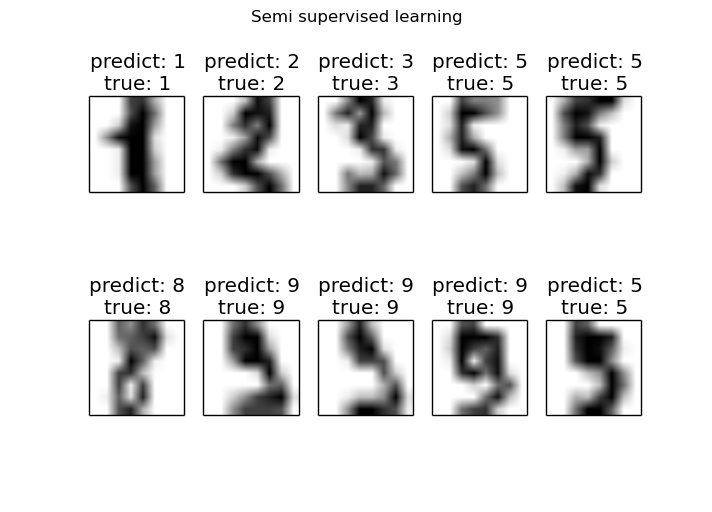 Semi supervised learning
predict: 1
true: 1
predict: 2
true: 2
predict: 3
true: 3
predict: 5
true: 5
predict: 5
true: 5
predict: 8
true: 8
predict: 9
true: 9
predict: 9
true: 9
predict: 9
true: 9
predict: 5
true: 5